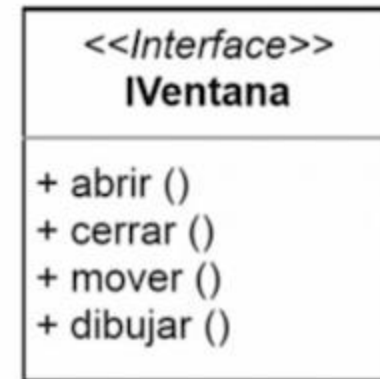 <<Interface>>
IVentana
+ abrir ()
+ cerrar ()
+ mover ()
+ dibujar ()